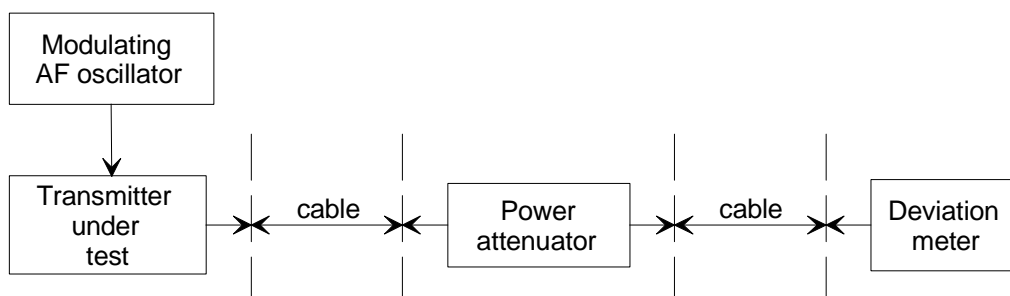 Modulating
AF oscillator
Transmitter
under
test
cable
Power
attenuator
cable
Deviation
meter